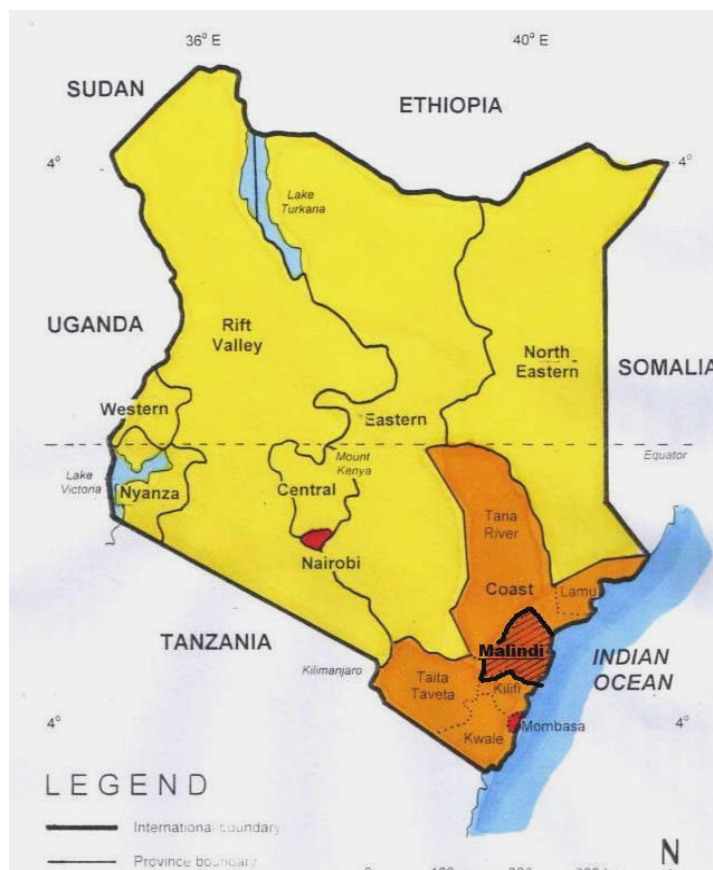 36° E
40° E
SUDAN
ETHIOPIA
4°
4°
Lake
Turkana
UGANDA
Rift
Valley
North
Eastern
SOMALIA
Western
Eastern
Equator
Mount
Kenya
Lake
Victoria
Nyanza
Central
Tana
River
Nairobi
Coast
Lamu
TANZANIA
Malindi
INDIAN
OCEAN
Kilimanjaro
Taita
Taveta
Kilifi
4°
4°
Mombasa
Kwale
LEGEND
International boundary
Province boundary
N